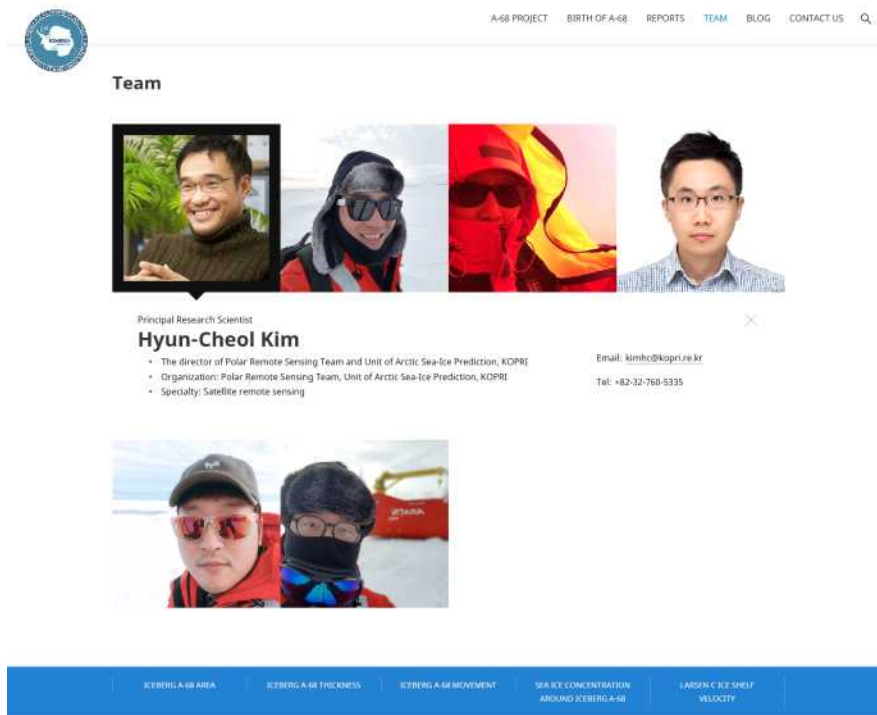 A-68 PROJECT BIRTH OF A-68 REPORTS TEAM BLOG CONTACT US
ICEBERG
Team
Principal Research Scientist
Hyun-Cheol Kim
• The director of Polar Remote Sensing Team and Unit of Arctic Sea-Ice Prediction, KOPRI
• Organization: Polar Remote Sensing Team, Unit of Arctic Sea-Ice Prediction, KOPRI
• Specialty: Satellite remote sensing
Email: kimhc@kopri.re.kr
Tel: +82-32-760-5335
ICEBERG A-68 AREA
ICEBERG A-68 THICKNESS
ICEBERG A-68 MOVEMENT
SEA ICE CONCENTRATION
AROUND ICEBERG A-68
LARSEN-C ICE SHELF
VELOCITY